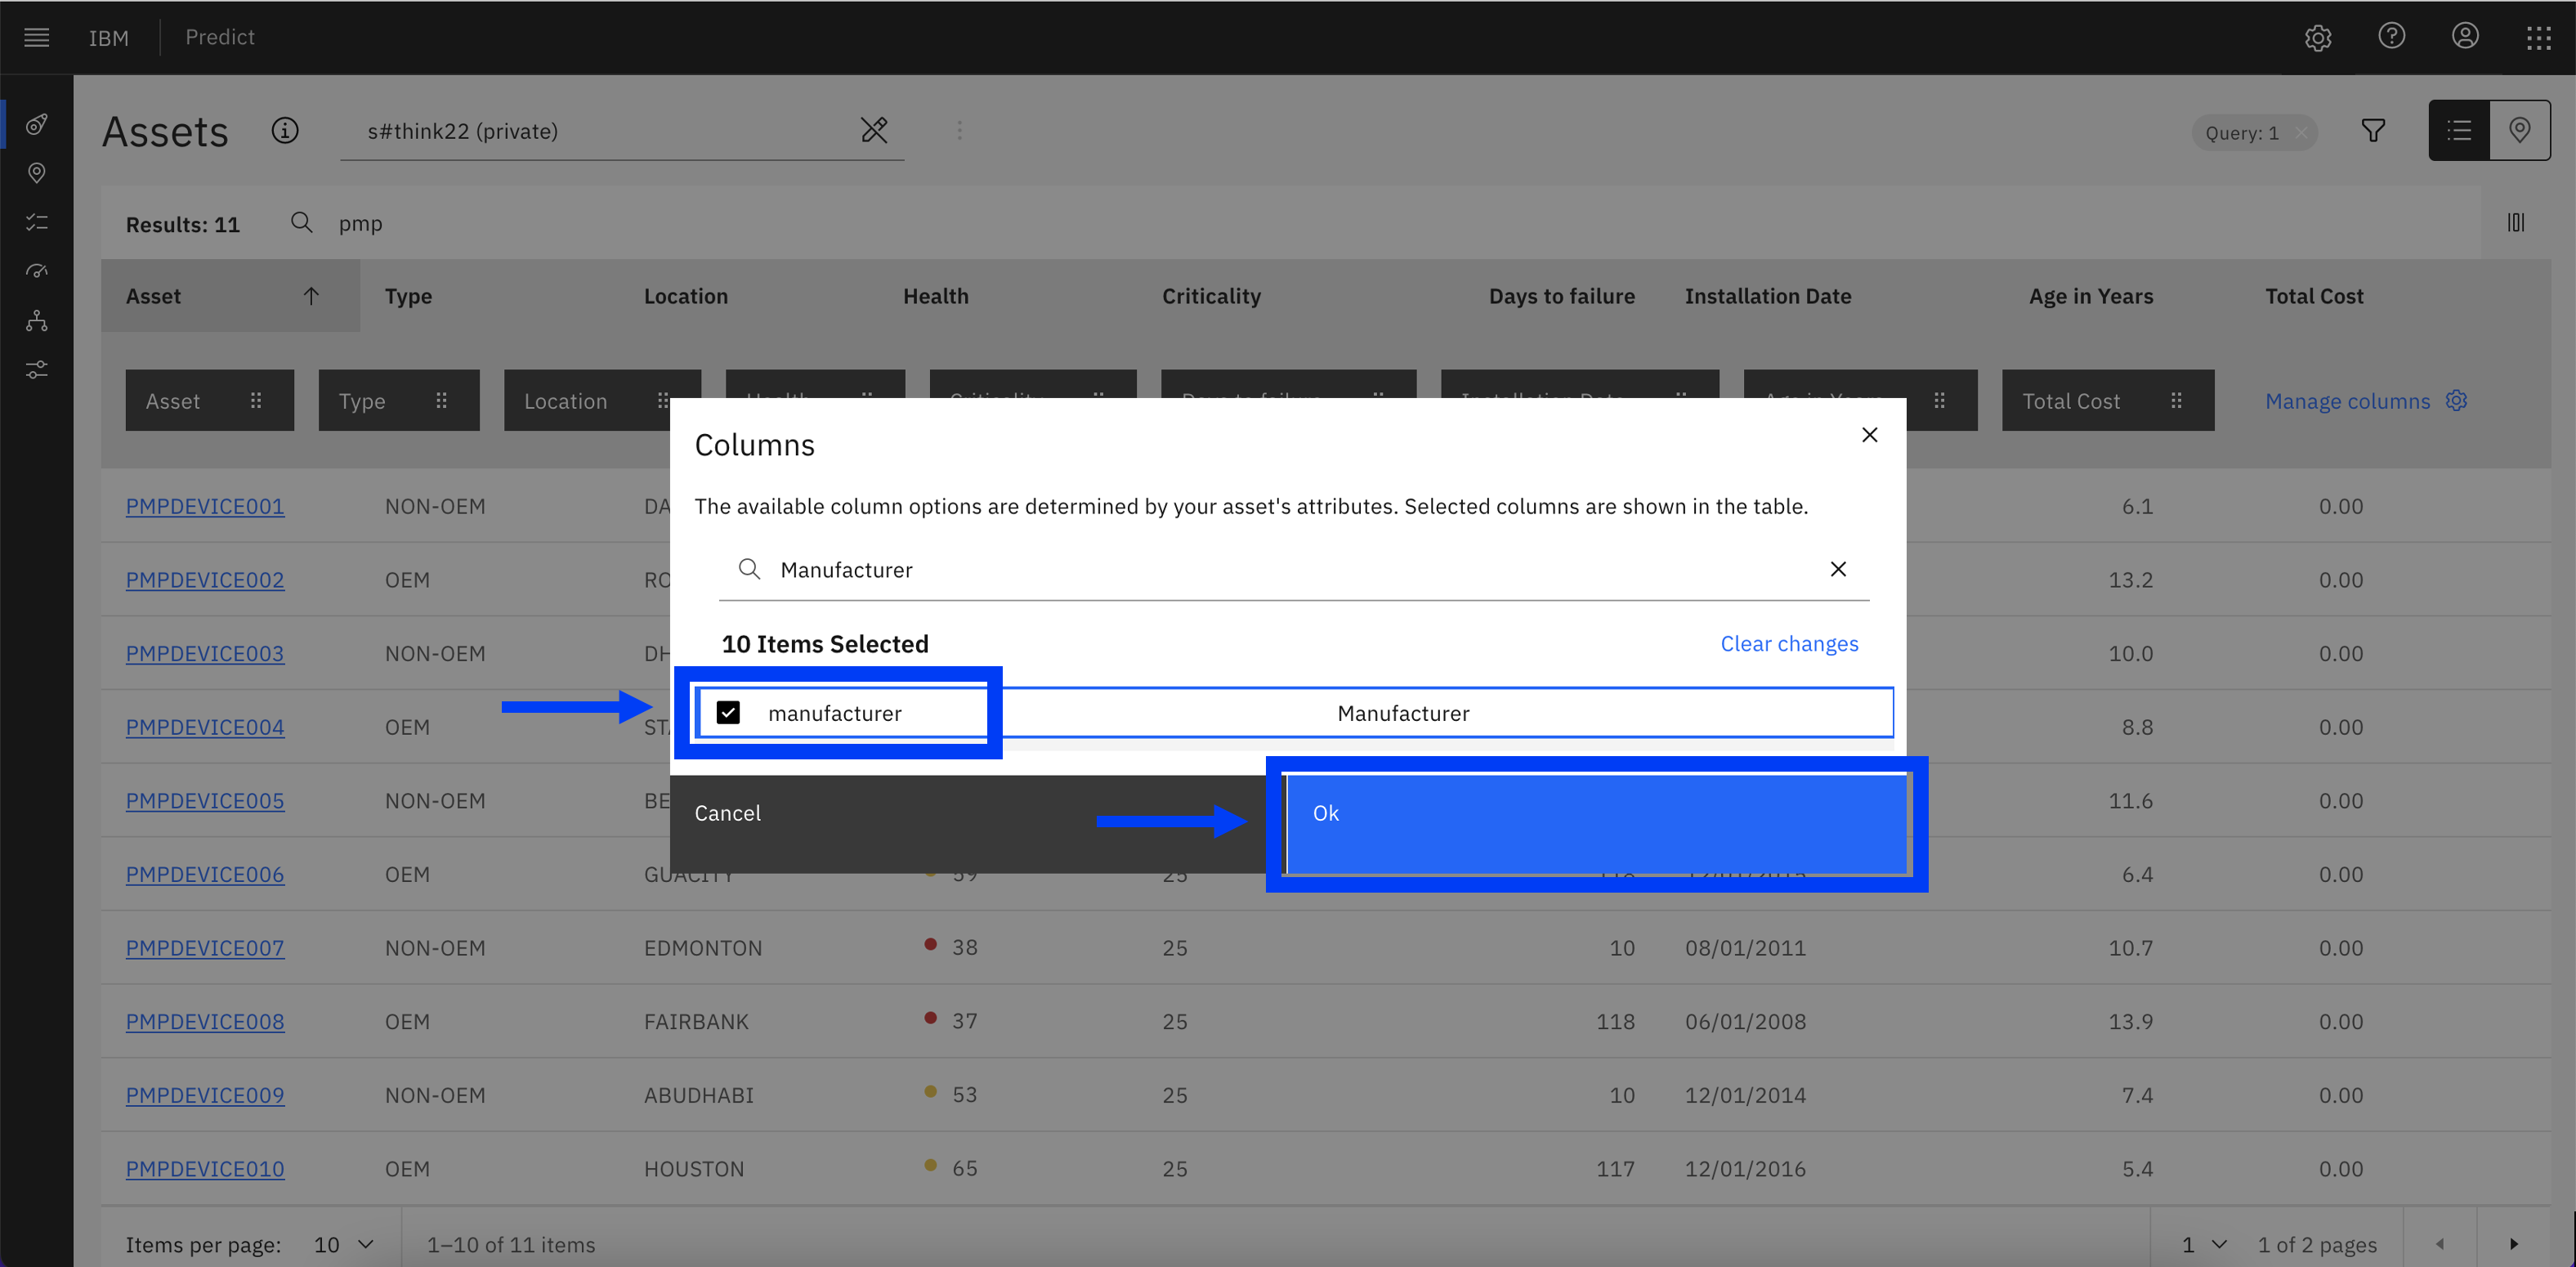 IBM Predict
Assets s#think22 (private) Query: 1
Results: 11 pmp
Asset Type Location Health Criticality Days to failure Installation Date Age in Years Total Cost
Asset Type Location Health Criticality Days to failure Installation Date Age in Years Total Cost Manage columns
Columns
The available column options are determined by your asset's attributes. Selected columns are shown in the table.
Manufacturer
10 Items Selected Clear changes
manufacturer Manufacturer
Cancel Ok
PMPDEVICE001 NON-OEM DA 6.1 0.00
PMPDEVICE002 OEM RO 13.2 0.00
PMPDEVICE003 NON-OEM DH 10.0 0.00
PMPDEVICE004 OEM STA 8.8 0.00
PMPDEVICE005 NON-OEM BE 11.6 0.00
PMPDEVICE006 OEM GUACITY 59 25 118 12/01/2015 6.4 0.00
PMPDEVICE007 NON-OEM EDMONTON 38 25 10 08/01/2011 10.7 0.00
PMPDEVICE008 OEM FAIRBANK 37 25 118 06/01/2008 13.9 0.00
PMPDEVICE009 NON-OEM ABUDHABI 53 25 10 12/01/2014 7.4 0.00
PMPDEVICE010 OEM HOUSTON 65 25 117 12/01/2016 5.4 0.00
Items per page: 10 1–10 of 11 items 1 1 of 2 pages